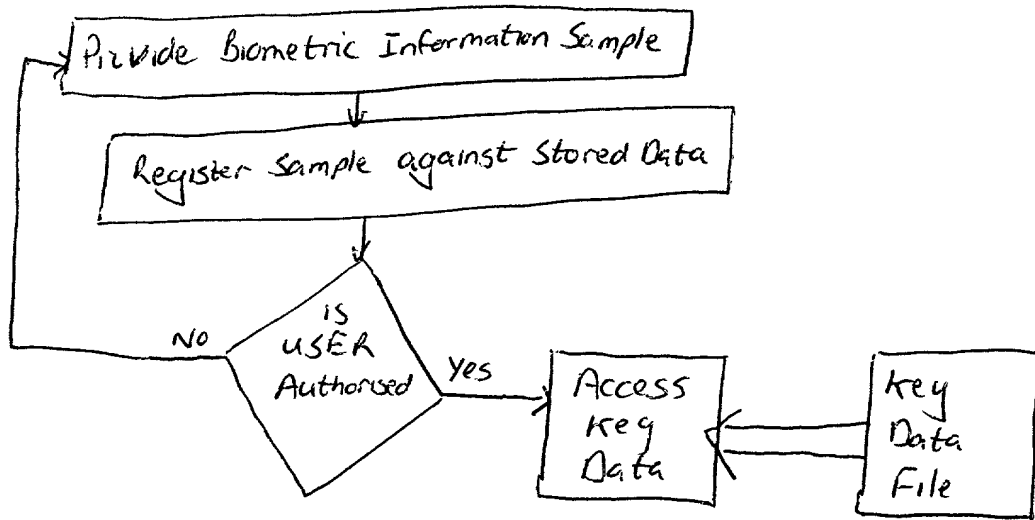 Provide Biometric Information Sample
Register Sample against Stored Data
is
USER
Authorised
No
Yes
Access
Key
Data
Key
Data
File